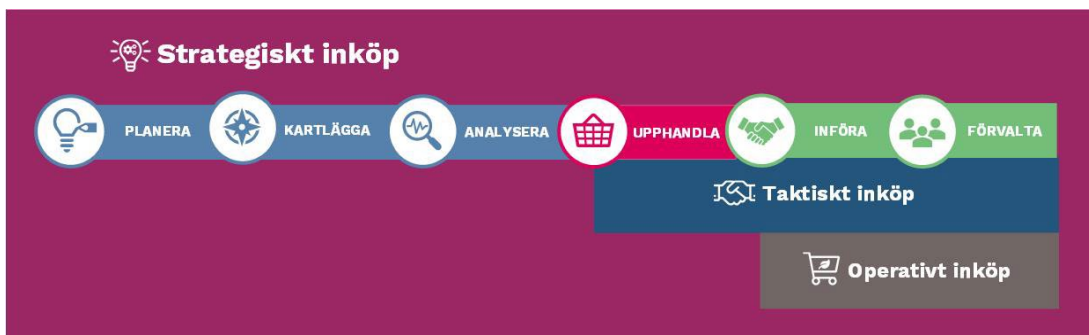 Strategiskt inköp
PLANERA KARTLÄGGA ANALYSERA UPPHANDLA INFÖRA FÖRVALTA
Taktiskt inköp
Operativt inköp